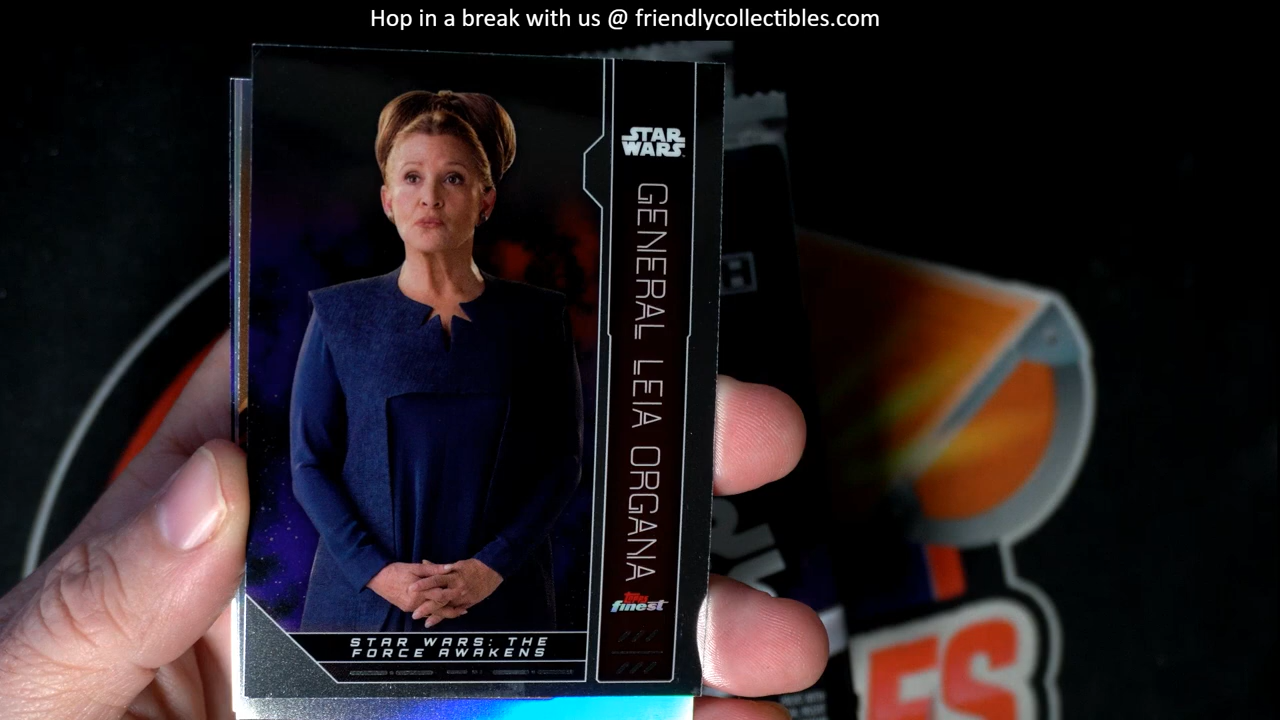 Hop in a break with us @ friendlycollectibles.com
STAR
WARS
GENERAL LEIA ORGANA
TOPPS
finest
STAR WARS: THE
FORCE AWAKENS
ES